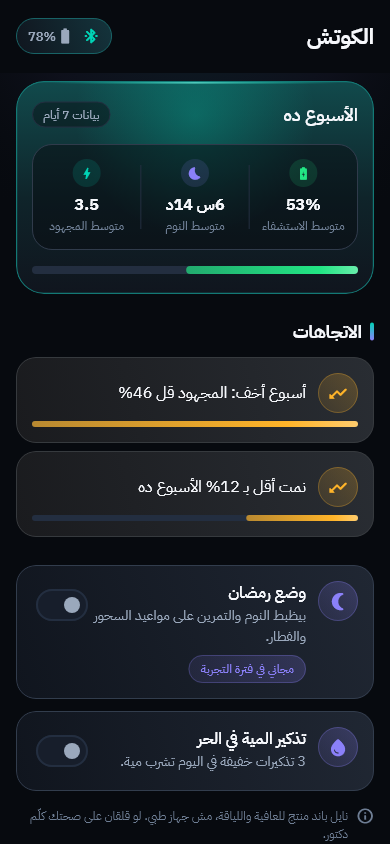 الكوتش
78%
الأسبوع ده
بيانات 7 أيام
53%
متوسط الاستشفاء
6س 14د
متوسط النوم
3.5
متوسط المجهود
الاتجاهات
أسبوع أخف: المجهود قل 46%
نمت أقل بـ 12% الأسبوع ده
وضع رمضان
بيظبط النوم والتمرين على مواعيد السحور
والفطار.
مجاني في فترة التجربة
تذكير المية في الحر
3 تذكيرات خفيفة في اليوم تشرب مية.
نايل باند منتج للعافية واللياقة، مش جهاز طبي. لو قلقان على صحتك كلّم
دكتور.